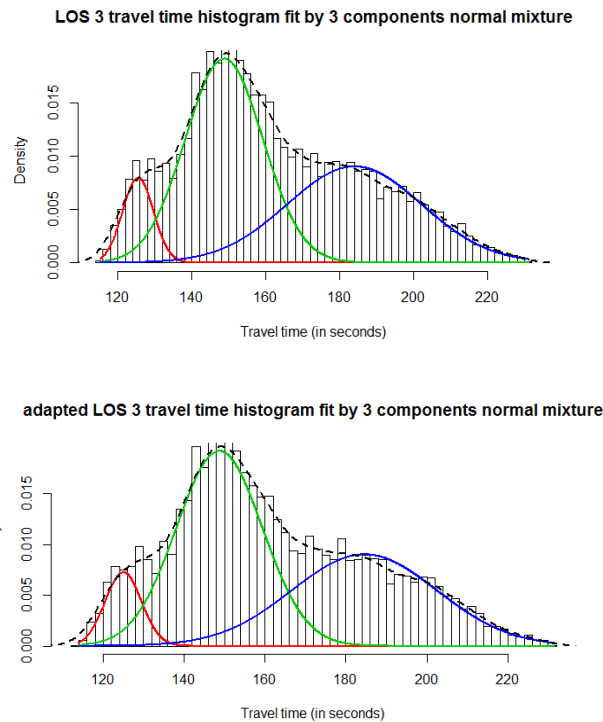 LOS 3 travel time histogram fit by 3 components normal mixture
Density
0.000 0.005 0.010 0.015
120 140 160 180 200 220
Travel time (in seconds)
adapted LOS 3 travel time histogram fit by 3 components normal mixture
0.000 0.005 0.010 0.015
120 140 160 180 200 220
Travel time (in seconds)